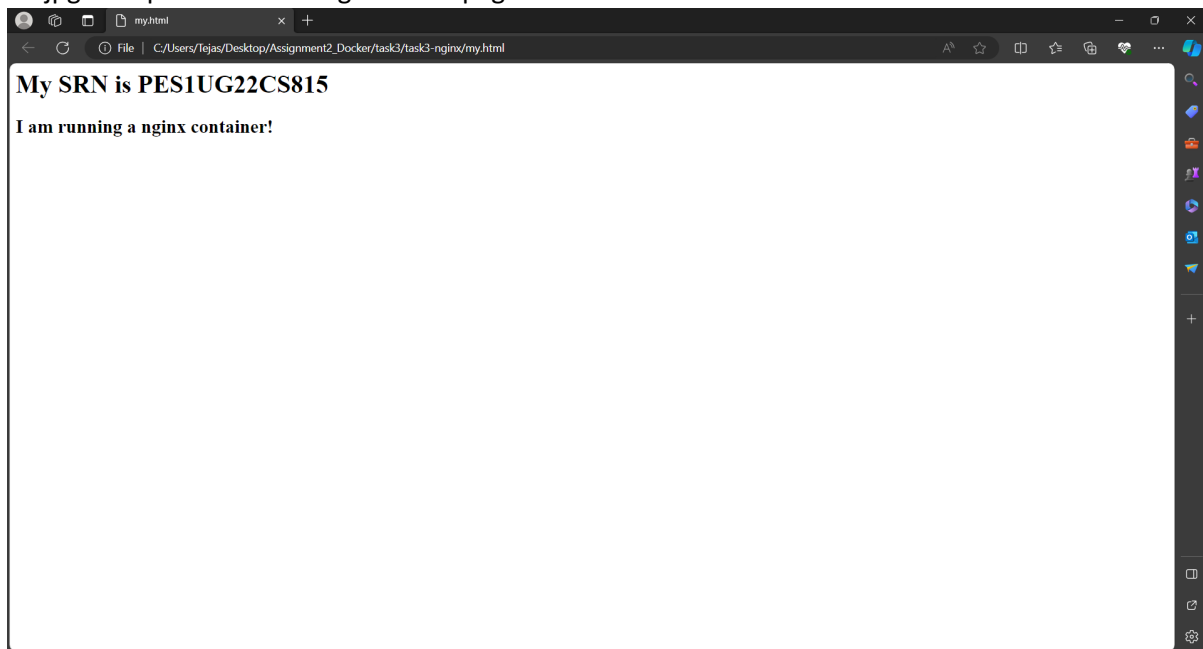 my.html
File | C:/Users/Tejas/Desktop/Assignment2_Docker/task3/task3-nginx/my.html
My SRN is PES1UG22CS815
I am running a nginx container!